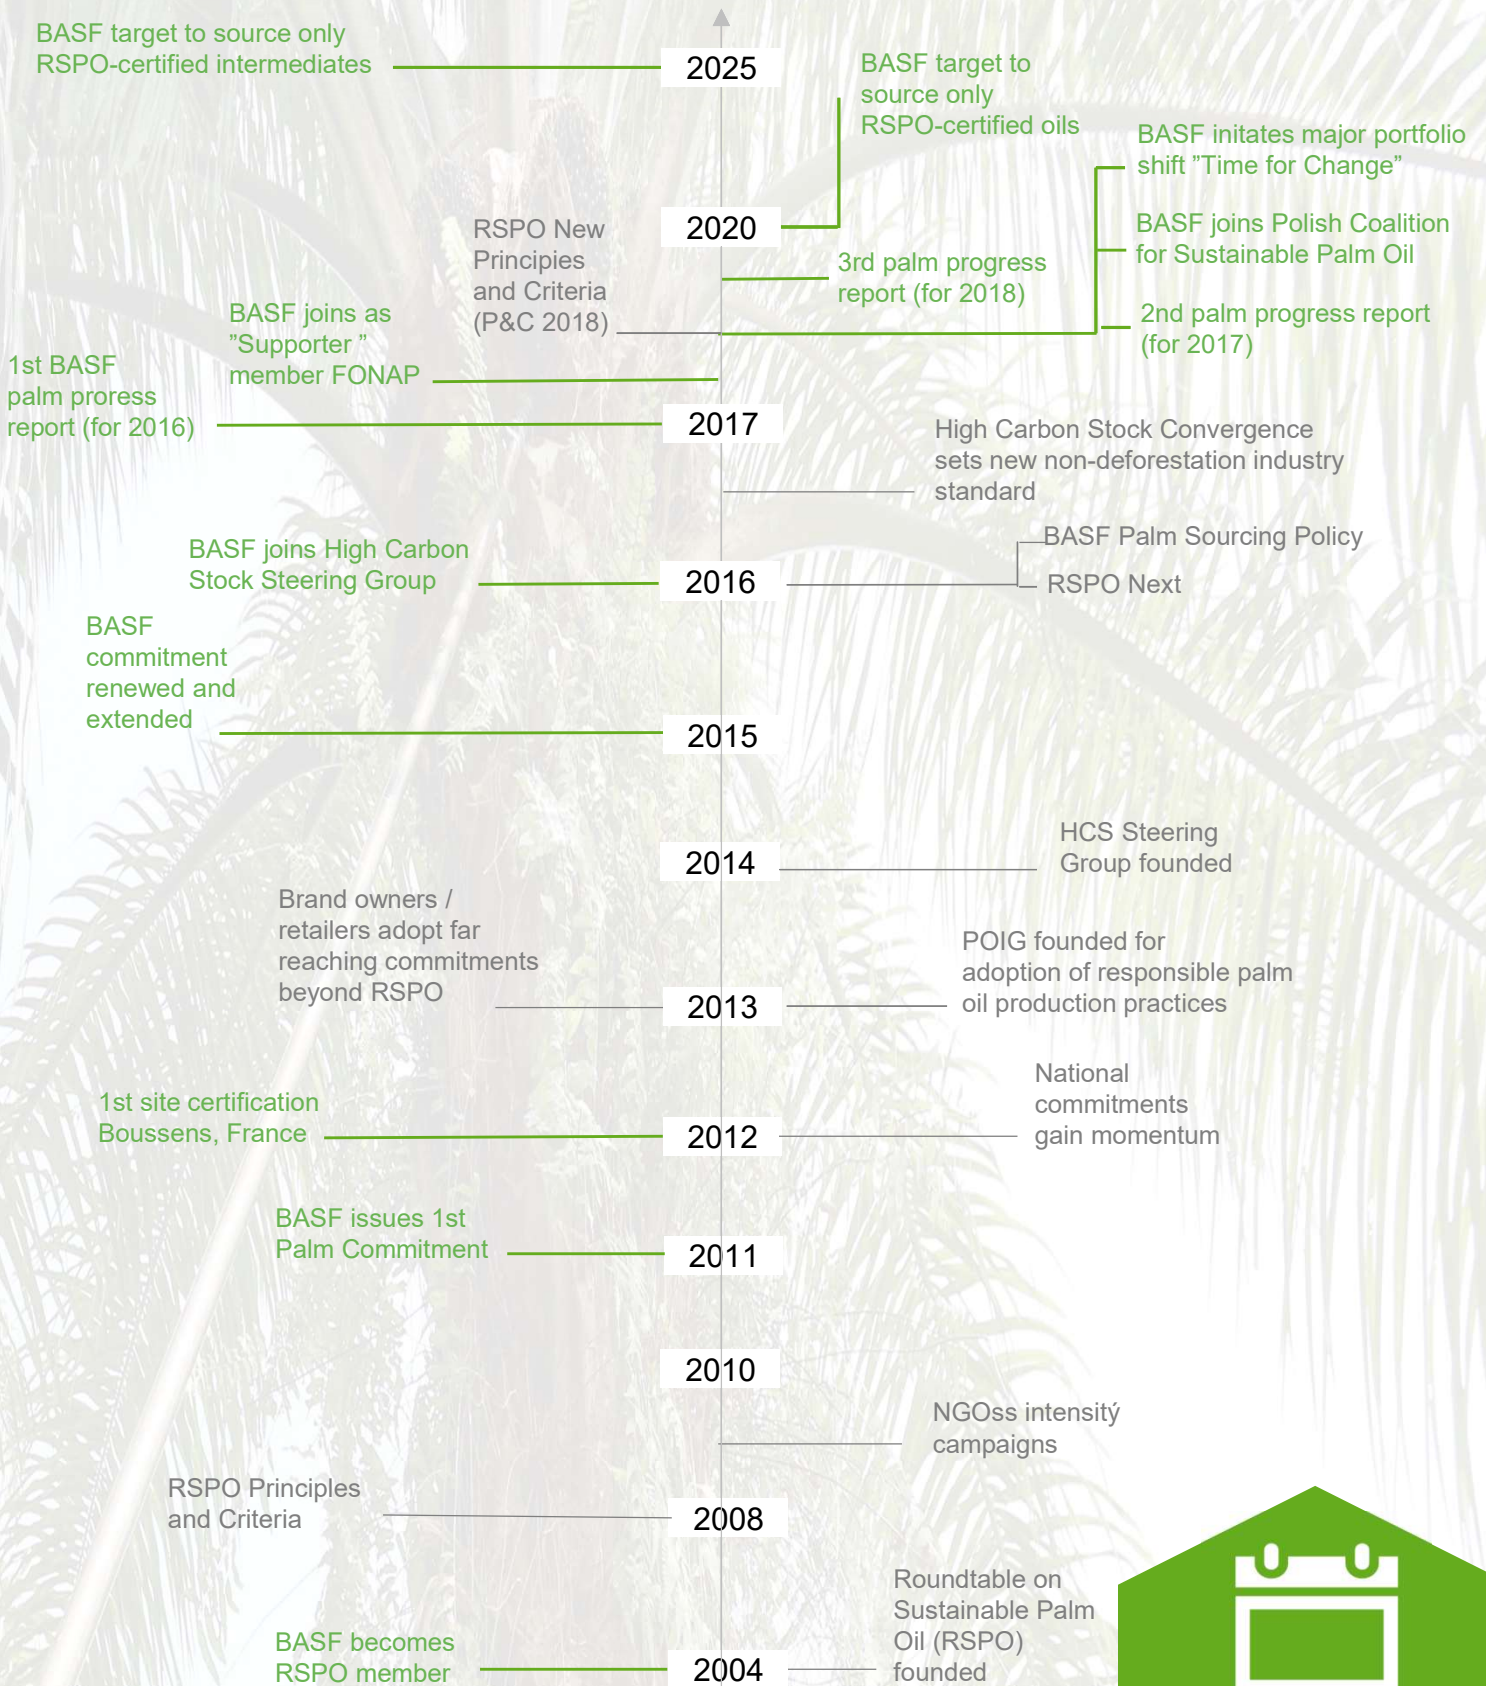 BASF target to source only
RSPO-certified intermediates
2025
BASF target to
source only
RSPO-certified oils
BASF initates major portfolio
shift ”Time for Change”
BASF joins Polish Coalition
for Sustainable Palm Oil
2nd palm progress report
(for 2017)
2020
RSPO New
Principies
and Criteria
(P&C 2018)
3rd palm progress
report (for 2018)
BASF joins as
”Supporter ”
member FONAP
1st BASF
palm proress
report (for 2016)
2017
High Carbon Stock Convergence
sets new non-deforestation industry
standard
BASF joins High Carbon
Stock Steering Group
2016
BASF Palm Sourcing Policy
RSPO Next
BASF
commitment
renewed and
extended
2015
2014
HCS Steering
Group founded
Brand owners /
retailers adopt far
reaching commitments
beyond RSPO
2013
POIG founded for
adoption of responsible palm
oil production practices
1st site certification
Boussens, France
2012
National
commitments
gain momentum
BASF issues 1st
Palm Commitment
2011
2010
NGOss intensitý
campaigns
RSPO Principles
and Criteria
2008
BASF becomes
RSPO member
2004
Roundtable on
Sustainable Palm
Oil (RSPO)
founded